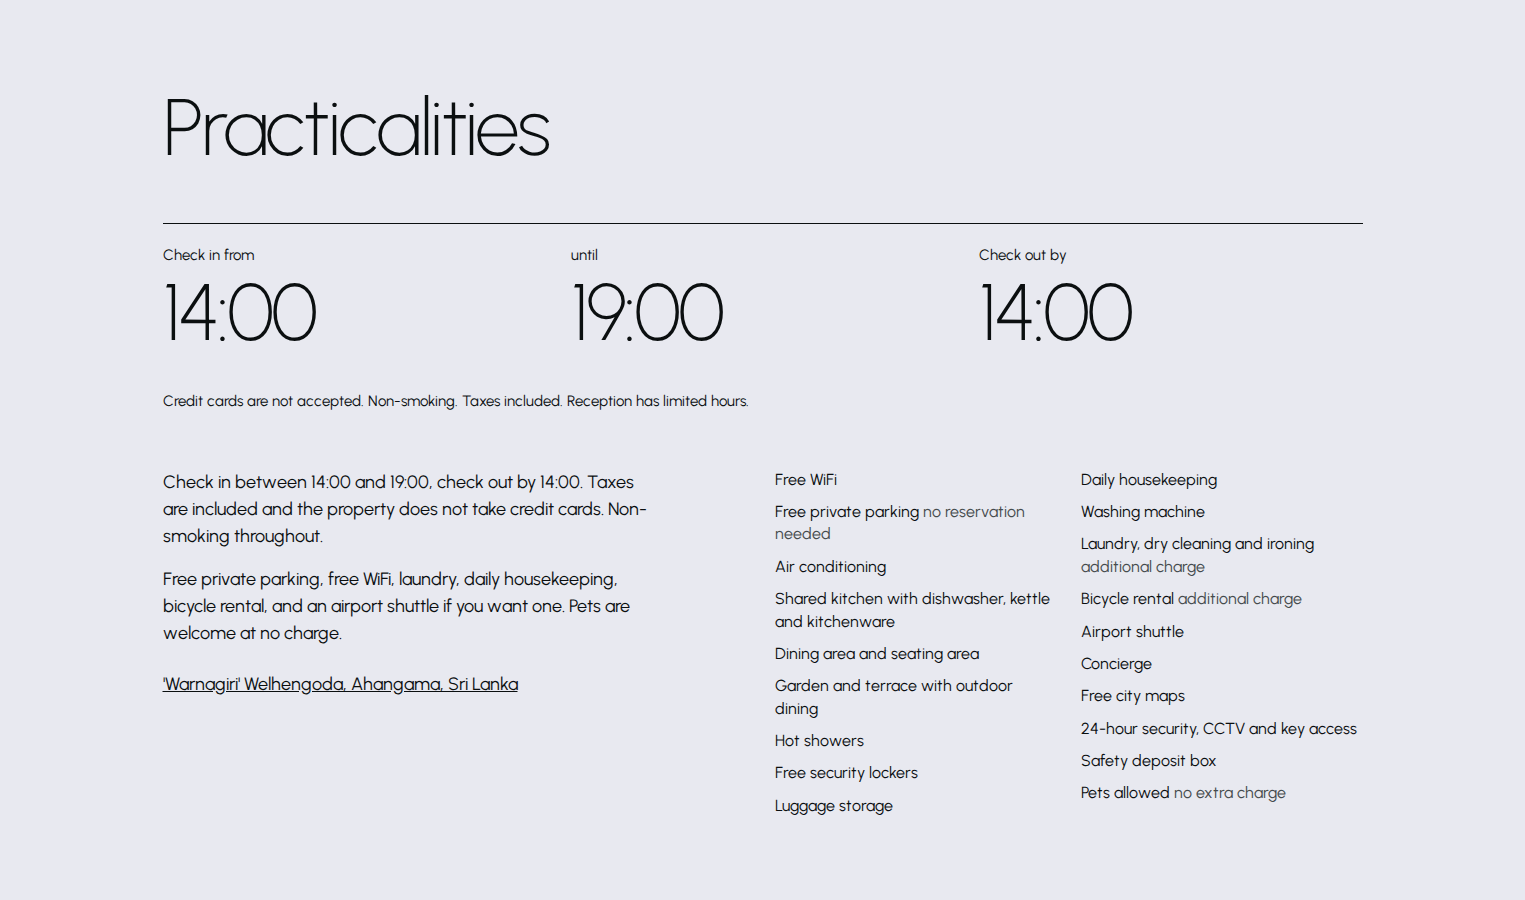 Practicalities
Check in from
14:00
until
19:00
Check out by
14:00
Credit cards are not accepted. Non-smoking. Taxes included. Reception has limited hours.
Check in between 14:00 and 19:00, check out by 14:00. Taxes
are included and the property does not take credit cards. Non-
smoking throughout.
Free private parking, free WiFi, laundry, daily housekeeping,
bicycle rental, and an airport shuttle if you want one. Pets are
welcome at no charge.
'Warnagiri' Welhengoda, Ahangama, Sri Lanka
Free WiFi
Free private parking no reservation
needed
Air conditioning
Shared kitchen with dishwasher, kettle
and kitchenware
Dining area and seating area
Garden and terrace with outdoor
dining
Hot showers
Free security lockers
Luggage storage
Daily housekeeping
Washing machine
Laundry, dry cleaning and ironing
additional charge
Bicycle rental additional charge
Airport shuttle
Concierge
Free city maps
24-hour security, CCTV and key access
Safety deposit box
Pets allowed no extra charge